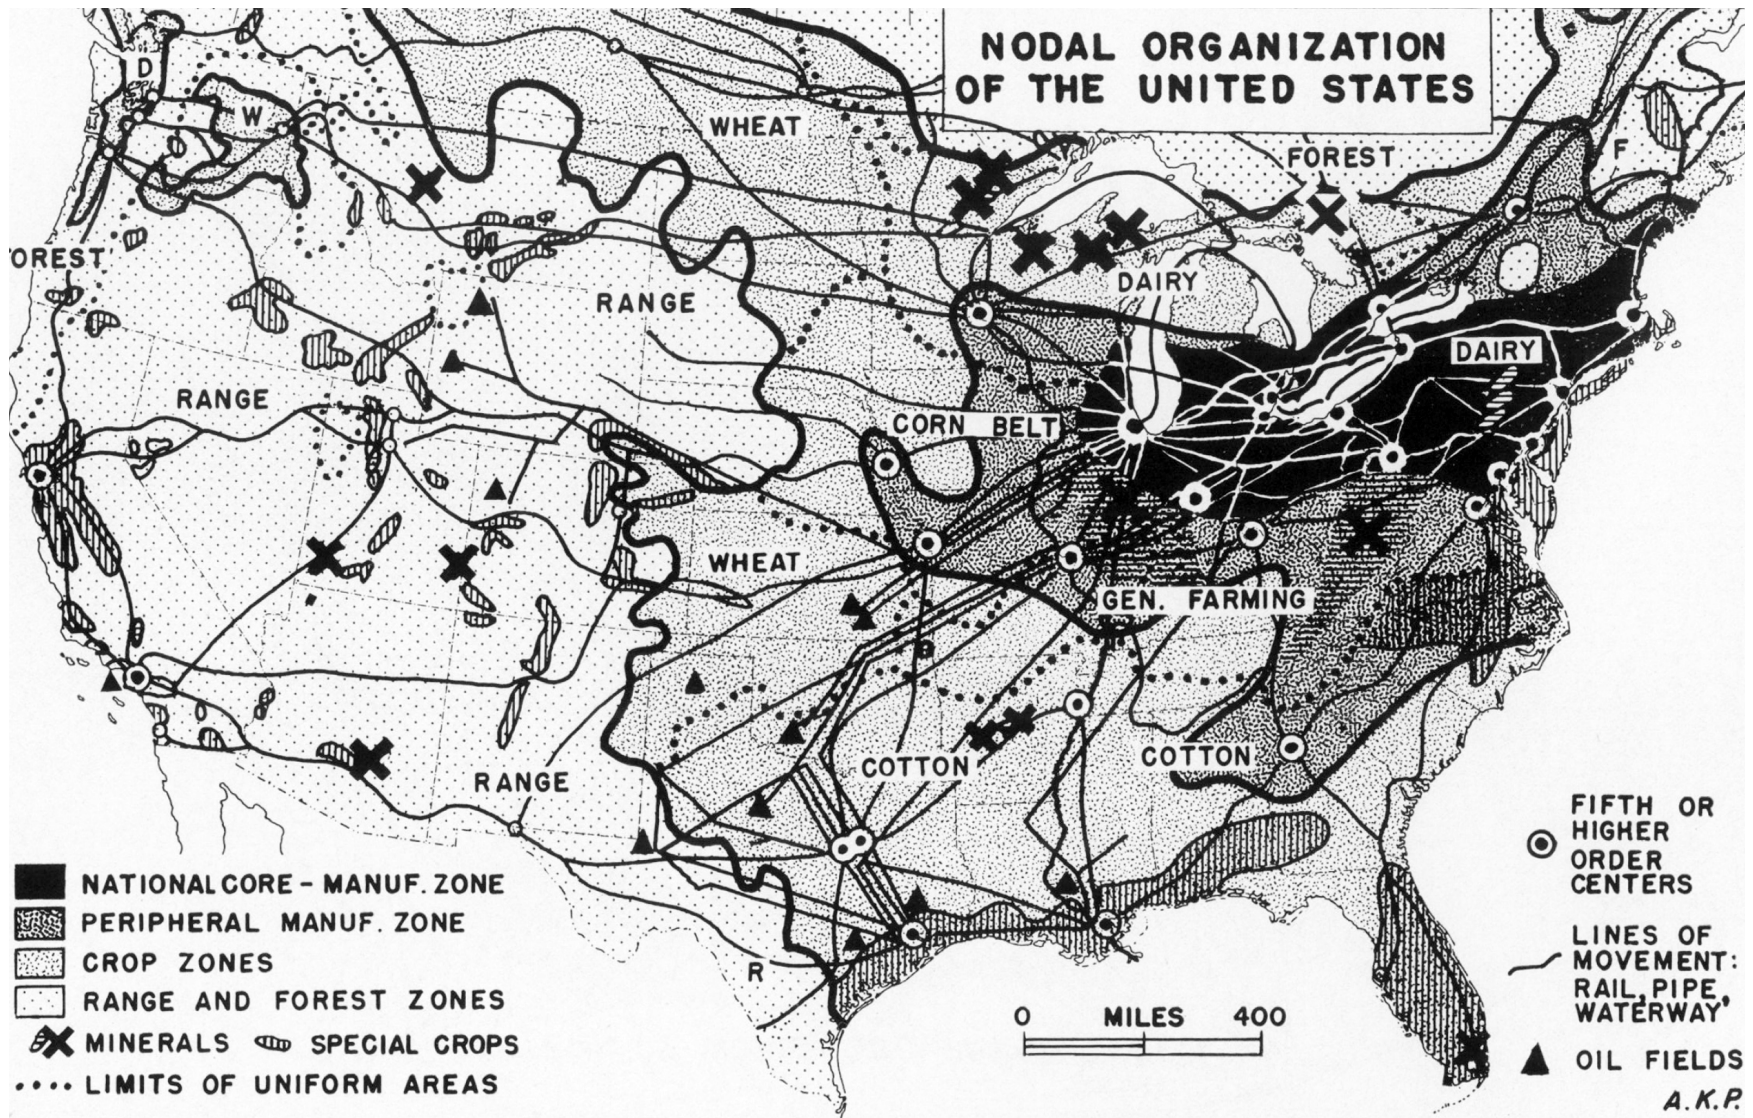 NODAL ORGANIZATION
OF THE UNITED STATES
D
W
WHEAT
FOREST
F
OREST
RANGE
DAIRY
DAIRY
RANGE
CORN BELT
WHEAT
GEN. FARMING
COTTON
COTTON
RANGE
R
NATIONAL CORE - MANUF. ZONE
PERIPHERAL MANUF. ZONE
CROP ZONES
RANGE AND FOREST ZONES
MINERALS
SPECIAL CROPS
LIMITS OF UNIFORM AREAS
0 MILES 400
FIFTH OR
HIGHER
ORDER
CENTERS
LINES OF
MOVEMENT:
RAIL, PIPE,
WATERWAY
OIL FIELDS
A.K.P.